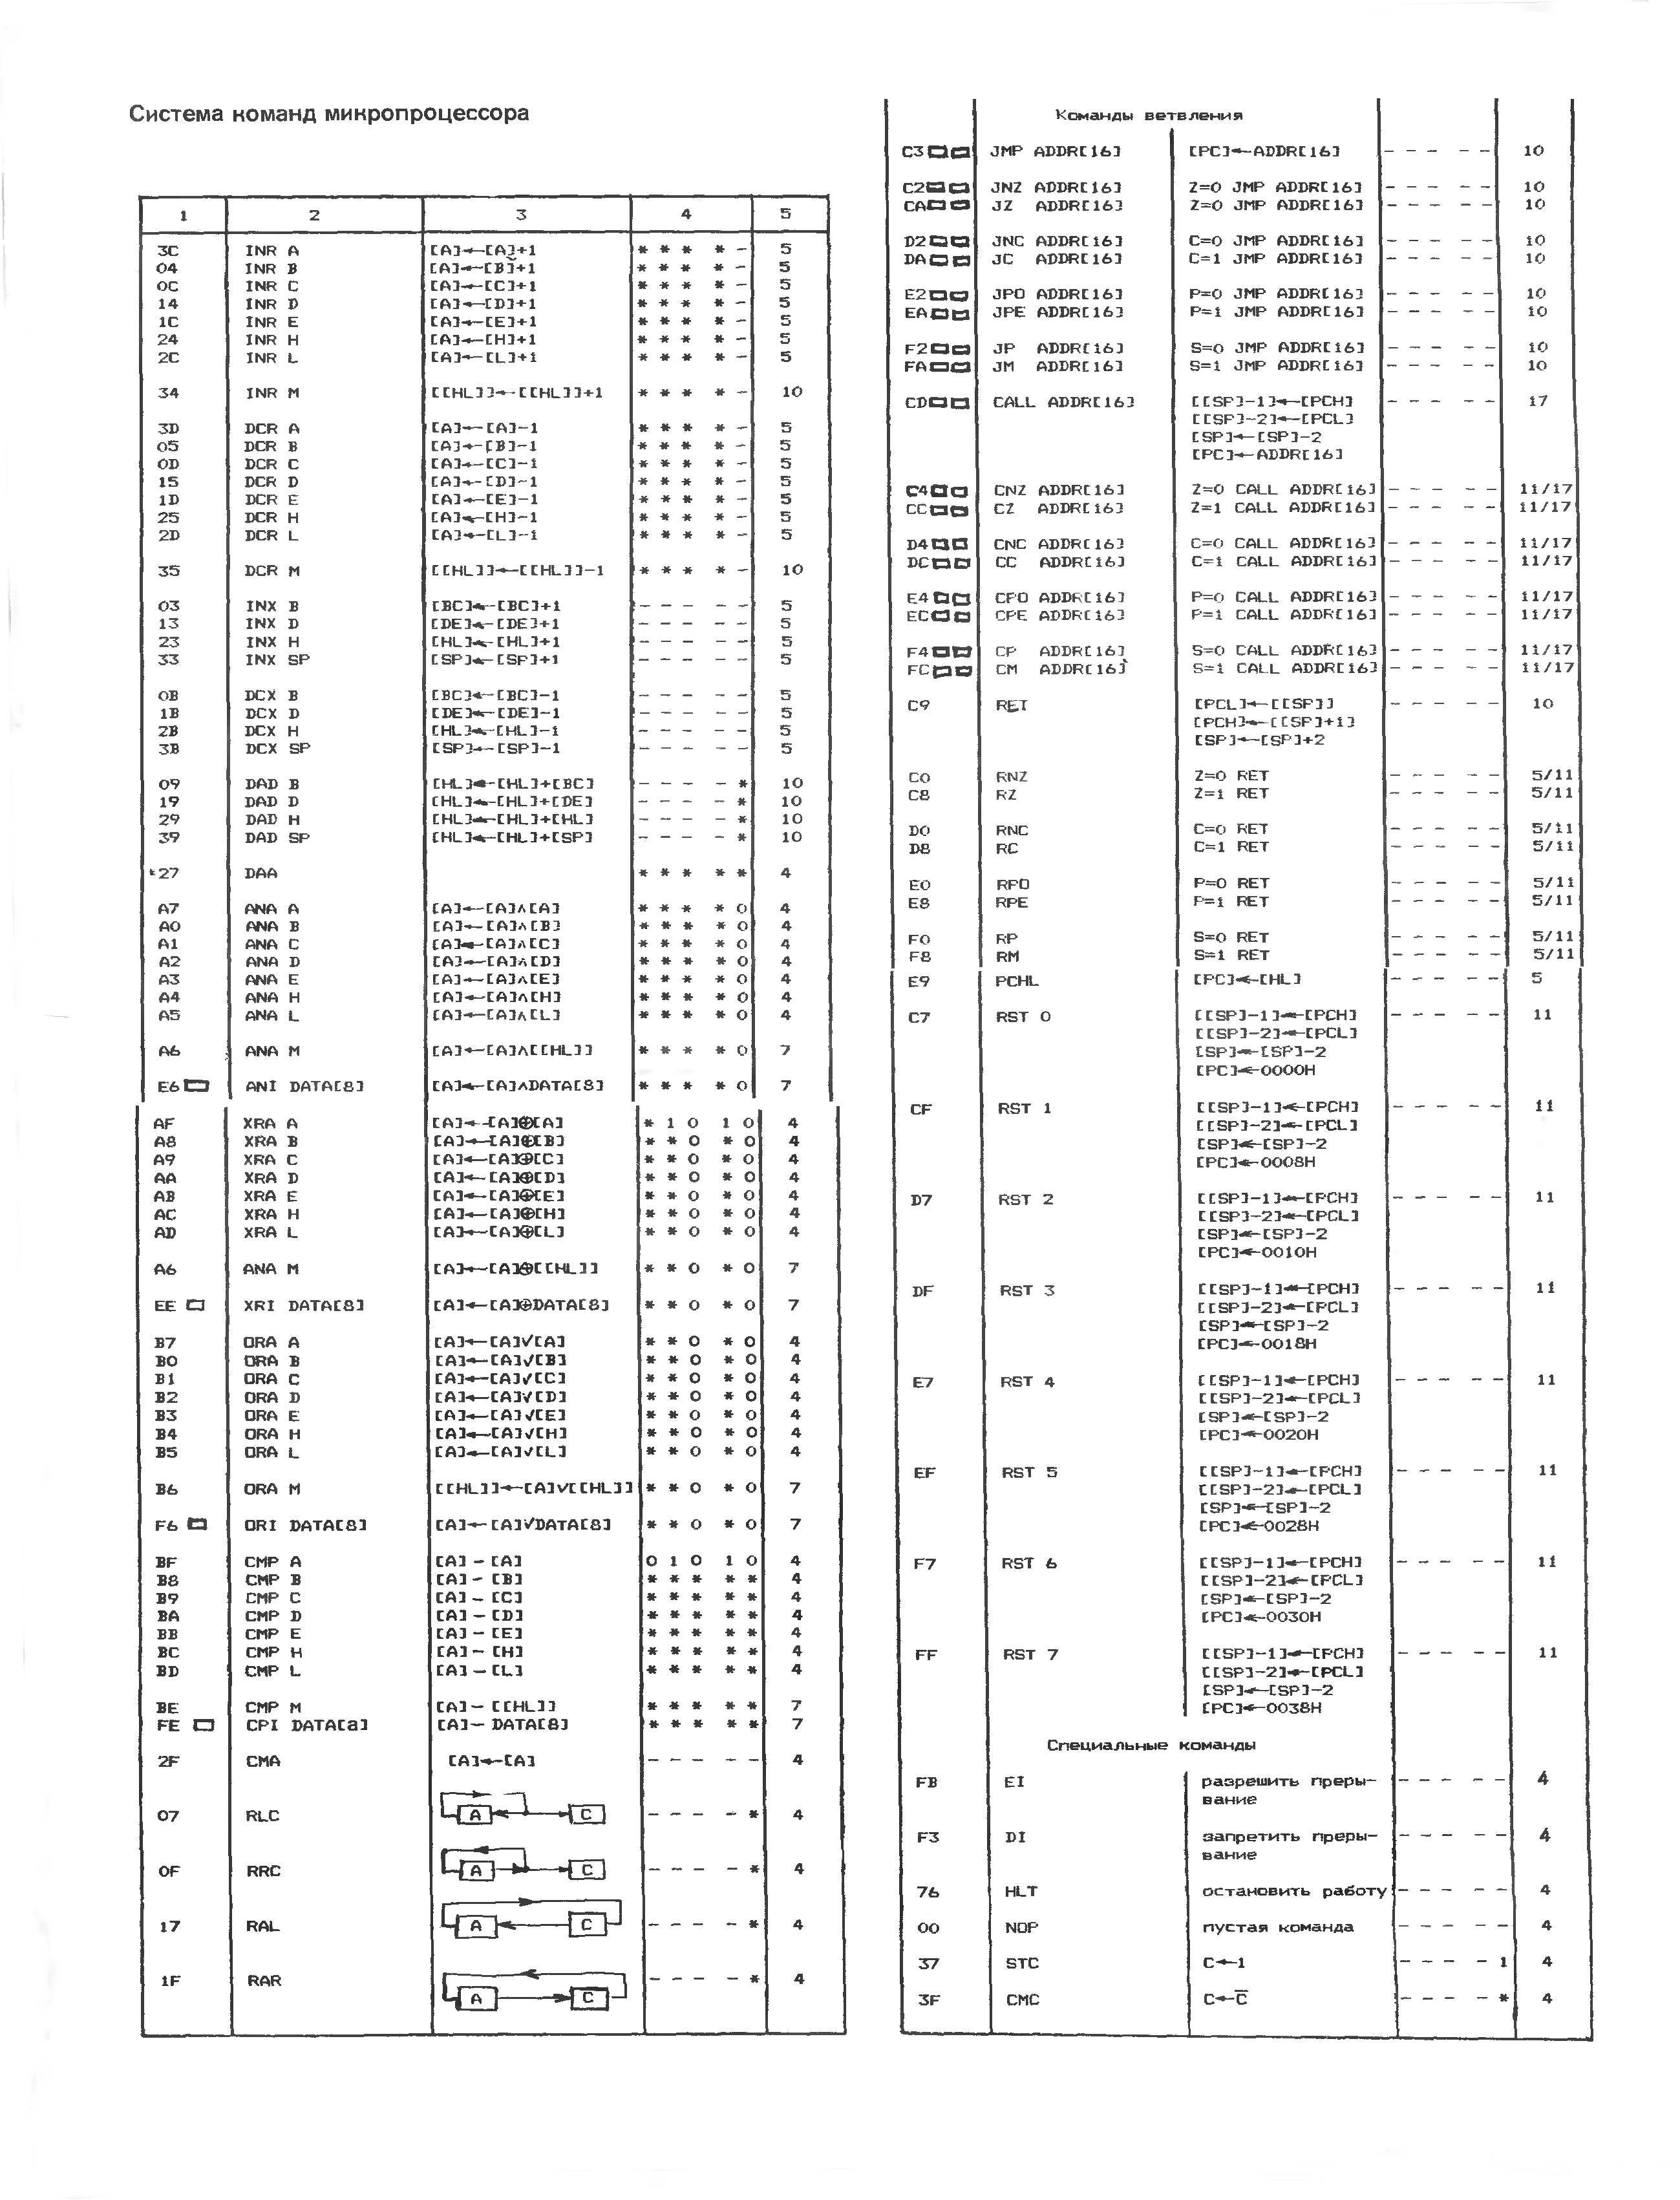 Система команд микропроцессора
1 2 3 4 5
3C INR A [A]←[A]+1 * * * * - 5
04 INR B [A]←[B]+1 * * * * - 5
0C INR C [A]←[C]+1 * * * * - 5
14 INR D [A]←[D]+1 * * * * - 5
1C INR E [A]←[E]+1 * * * * - 5
24 INR H [A]←[H]+1 * * * * - 5
2C INR L [A]←[L]+1 * * * * - 5
34 INR M [[HL]]←[[HL]]+1 * * * * - 10
3D DCR A [A]←[A]-1 * * * * - 5
05 DCR B [A]←[B]-1 * * * * - 5
0D DCR C [A]←[C]-1 * * * * - 5
15 DCR D [A]←[D]-1 * * * * - 5
1D DCR E [A]←[E]-1 * * * * - 5
25 DCR H [A]←[H]-1 * * * * - 5
2D DCR L [A]←[L]-1 * * * * - 5
35 DCR M [[HL]]←[[HL]]-1 * * * * - 10
03 INX B [BC]←[BC]+1 - - - - - 5
13 INX D [DE]←[DE]+1 - - - - - 5
23 INX H [HL]←[HL]+1 - - - - - 5
33 INX SP [SP]←[SP]+1 - - - - - 5
0B DCX B [BC]←[BC]-1 - - - - - 5
1B DCX D [DE]←[DE]-1 - - - - - 5
2B DCX H [HL]←[HL]-1 - - - - - 5
3B DCX SP [SP]←[SP]-1 - - - - - 5
09 DAD B [HL]←[HL]+[BC] - - - - * 10
19 DAD D [HL]←[HL]+[DE] - - - - * 10
29 DAD H [HL]←[HL]+[HL] - - - - * 10
39 DAD SP [HL]←[HL]+[SP] - - - - * 10
*27 DAA * * * * * 4
A7 ANA A [A]←[A]∧[A] * * * * 0 4
A0 ANA B [A]←[A]∧[B] * * * * 0 4
A1 ANA C [A]←[A]∧[C] * * * * 0 4
A2 ANA D [A]←[A]∧[D] * * * * 0 4
A3 ANA E [A]←[A]∧[E] * * * * 0 4
A4 ANA H [A]←[A]∧[H] * * * * 0 4
A5 ANA L [A]←[A]∧[L] * * * * 0 4
A6 ANA M [A]←[A]∧[[HL]] * * * * 0 7
E6 ANI DATA[8] [A]←[A]∧DATA[8] * * * * 0 7
AF XRA A [A]←[A]⊕[A] * 1 0 1 0 4
A8 XRA B [A]←[A]⊕[B] * * 0 * 0 4
A9 XRA C [A]←[A]⊕[C] * * 0 * 0 4
AA XRA D [A]←[A]⊕[D] * * 0 * 0 4
AB XRA E [A]←[A]⊕[E] * * 0 * 0 4
AC XRA H [A]←[A]⊕[H] * * 0 * 0 4
AD XRA L [A]←[A]⊕[L] * * 0 * 0 4
A6 ANA M [A]←[A]⊕[[HL]] * * 0 * 0 7
EE XRI DATA[8] [A]←[A]⊕DATA[8] * * 0 * 0 7
B7 ORA A [A]←[A]∨[A] * * 0 * 0 4
B0 ORA B [A]←[A]∨[B] * * 0 * 0 4
B1 ORA C [A]←[A]∨[C] * * 0 * 0 4
B2 ORA D [A]←[A]∨[D] * * 0 * 0 4
B3 ORA E [A]←[A]∨[E] * * 0 * 0 4
B4 ORA H [A]←[A]∨[H] * * 0 * 0 4
B5 ORA L [A]←[A]∨[L] * * 0 * 0 4
B6 ORA M [[HL]]←[A]∨[[HL]] * * 0 * 0 7
F6 ORI DATA[8] [A]←[A]∨DATA[8] * * 0 * 0 7
BF CMP A [A] - [A] 0 1 0 1 0 4
B8 CMP B [A] - [B] * * * * * 4
B9 CMP C [A] - [C] * * * * * 4
BA CMP D [A] - [D] * * * * * 4
BB CMP E [A] - [E] * * * * * 4
BC CMP H [A] - [H] * * * * * 4
BD CMP L [A] - [L] * * * * * 4
BE CMP M [A] - [[HL]] * * * * * 7
FE CPI DATA[8] [A] - DATA[8] * * * * * 7
2F CMA [A]←[A] - - - - - 4
07 RLC A C - - - - * 4
0F RRC A C - - - - * 4
17 RAL A C - - - - * 4
1F RAR A C - - - - * 4
Команды ветвления
C3 JMP ADDR[16] [PC]←ADDR[16] - - - - - 10
C2 JNZ ADDR[16] Z=0 JMP ADDR[16] - - - - - 10
CA JZ ADDR[16] Z=0 JMP ADDR[16] - - - - - 10
D2 JNC ADDR[16] C=0 JMP ADDR[16] - - - - - 10
DA JC ADDR[16] C=1 JMP ADDR[16] - - - - - 10
E2 JPO ADDR[16] P=0 JMP ADDR[16] - - - - - 10
EA JPE ADDR[16] P=1 JMP ADDR[16] - - - - - 10
F2 JP ADDR[16] S=0 JMP ADDR[16] - - - - - 10
FA JM ADDR[16] S=1 JMP ADDR[16] - - - - - 10
CD CALL ADDR[16] [[SP]-1]←[PCH] - - - - - 17
[[SP]-2]←[PCL]
[SP]←[SP]-2
[PC]←ADDR[16]
C4 CNZ ADDR[16] Z=0 CALL ADDR[16] - - - - - 11/17
CC CZ ADDR[16] Z=1 CALL ADDR[16] - - - - - 11/17
D4 CNC ADDR[16] C=0 CALL ADDR[16] - - - - - 11/17
DC CC ADDR[16] C=1 CALL ADDR[16] - - - - - 11/17
E4 CPO ADDR[16] P=0 CALL ADDR[16] - - - - - 11/17
EC CPE ADDR[16] P=1 CALL ADDR[16] - - - - - 11/17
F4 CP ADDR[16] S=0 CALL ADDR[16] - - - - - 11/17
FC CM ADDR[16] S=1 CALL ADDR[16] - - - - - 11/17
C9 RET [PCL]←[[SP]] - - - - - 10
[PCH]←[[SP]+1]
[SP]←[SP]+2
C0 RNZ Z=0 RET - - - - - 5/11
C8 RZ Z=1 RET - - - - - 5/11
D0 RNC C=0 RET - - - - - 5/11
D8 RC C=1 RET - - - - - 5/11
E0 RPO P=0 RET - - - - - 5/11
E8 RPE P=1 RET - - - - - 5/11
F0 RP S=0 RET - - - - - 5/11
F8 RM S=1 RET - - - - - 5/11
E9 PCHL [PC]←[HL] - - - - - 5
C7 RST 0 [[SP]-1]←[PCH] - - - - - 11
[[SP]-2]←[PCL]
[SP]←[SP]-2
[PC]←0000H
CF RST 1 [[SP]-1]←[PCH] - - - - - 11
[[SP]-2]←[PCL]
[SP]←[SP]-2
[PC]←0008H
D7 RST 2 [[SP]-1]←[PCH] - - - - - 11
[[SP]-2]←[PCL]
[SP]←[SP]-2
[PC]←0010H
DF RST 3 [[SP]-1]←[PCH] - - - - - 11
[[SP]-2]←[PCL]
[SP]←[SP]-2
[PC]←0018H
E7 RST 4 [[SP]-1]←[PCH] - - - - - 11
[[SP]-2]←[PCL]
[SP]←[SP]-2
[PC]←0020H
EF RST 5 [[SP]-1]←[PCH] - - - - - 11
[[SP]-2]←[PCL]
[SP]←[SP]-2
[PC]←0028H
F7 RST 6 [[SP]-1]←[PCH] - - - - - 11
[[SP]-2]←[PCL]
[SP]←[SP]-2
[PC]←0030H
FF RST 7 [[SP]-1]←[PCH] - - - - - 11
[[SP]-2]←[PCL]
[SP]←[SP]-2
[PC]←0038H
Специальные команды
FB EI разрешить преры- - - - - - 4
вание
F3 DI запретить преры- - - - - - 4
вание
76 HLT остановить работу - - - - - 4
00 NOP пустая команда - - - - - 4
37 STC C←1 - - - - 1 4
3F CMC C←C̅ - - - - * 4